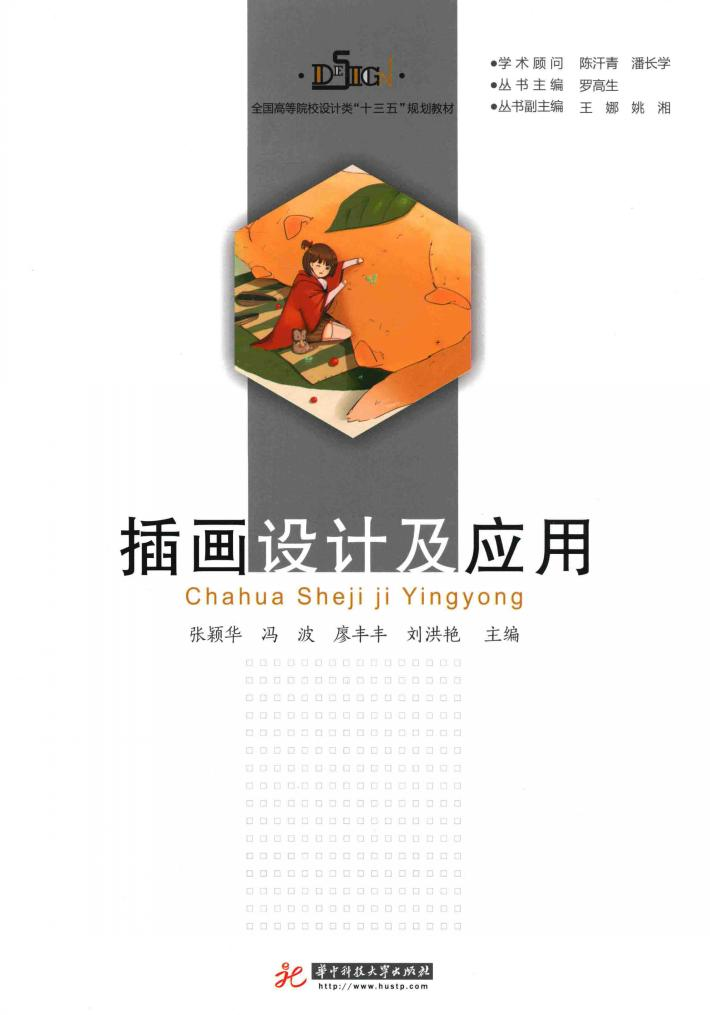 DESIGN
全国高等院校设计类“十三五”规划教材
●学术顾问 陈汗青 潘长学
●丛书主编 罗高生
●丛书副主编 王娜 姚湘
插画设计及应用
Chahua Sheji ji Yingyong
张颖华 冯波 廖丰丰 刘洪艳 主编
华中科技大学出版社
http://www.hustp.com